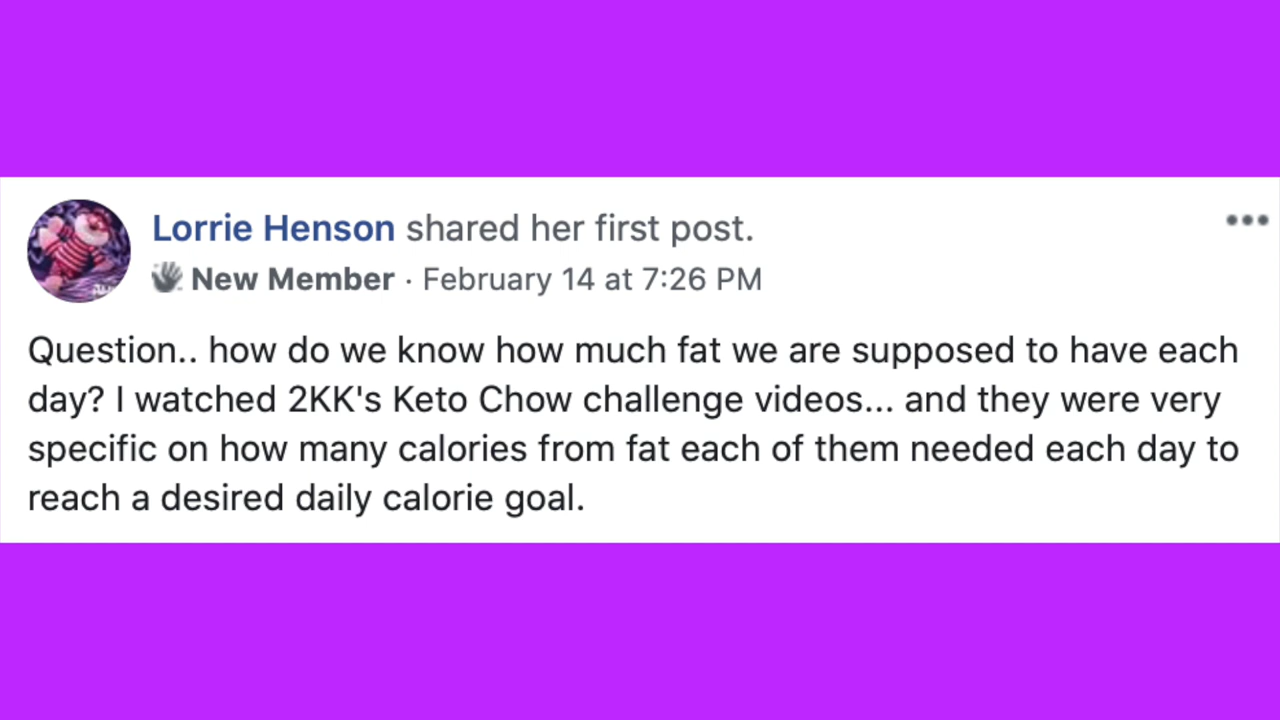 Lorrie Henson shared her first post.
New Member · February 14 at 7:26 PM
Question.. how do we know how much fat we are supposed to have each
day? I watched 2KK's Keto Chow challenge videos... and they were very
specific on how many calories from fat each of them needed each day to
reach a desired daily calorie goal.